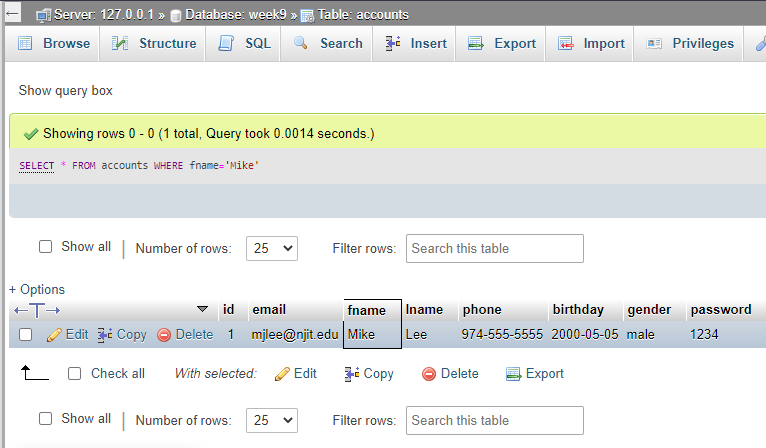 Server: 127.0.0.1 » Database: week9 » Table: accounts
Browse Structure SQL Search Insert Export Import Privileges
Show query box
Showing rows 0 - 0 (1 total, Query took 0.0014 seconds.)
SELECT * FROM accounts WHERE fname='Mike'
Show all | Number of rows: 25 Filter rows: Search this table
+ Options
←T→ id email fname lname phone birthday gender password
Edit Copy Delete 1 mjlee@njit.edu Mike Lee 974-555-5555 2000-05-05 male 1234
Check all With selected: Edit Copy Delete Export
Show all | Number of rows: 25 Filter rows: Search this table